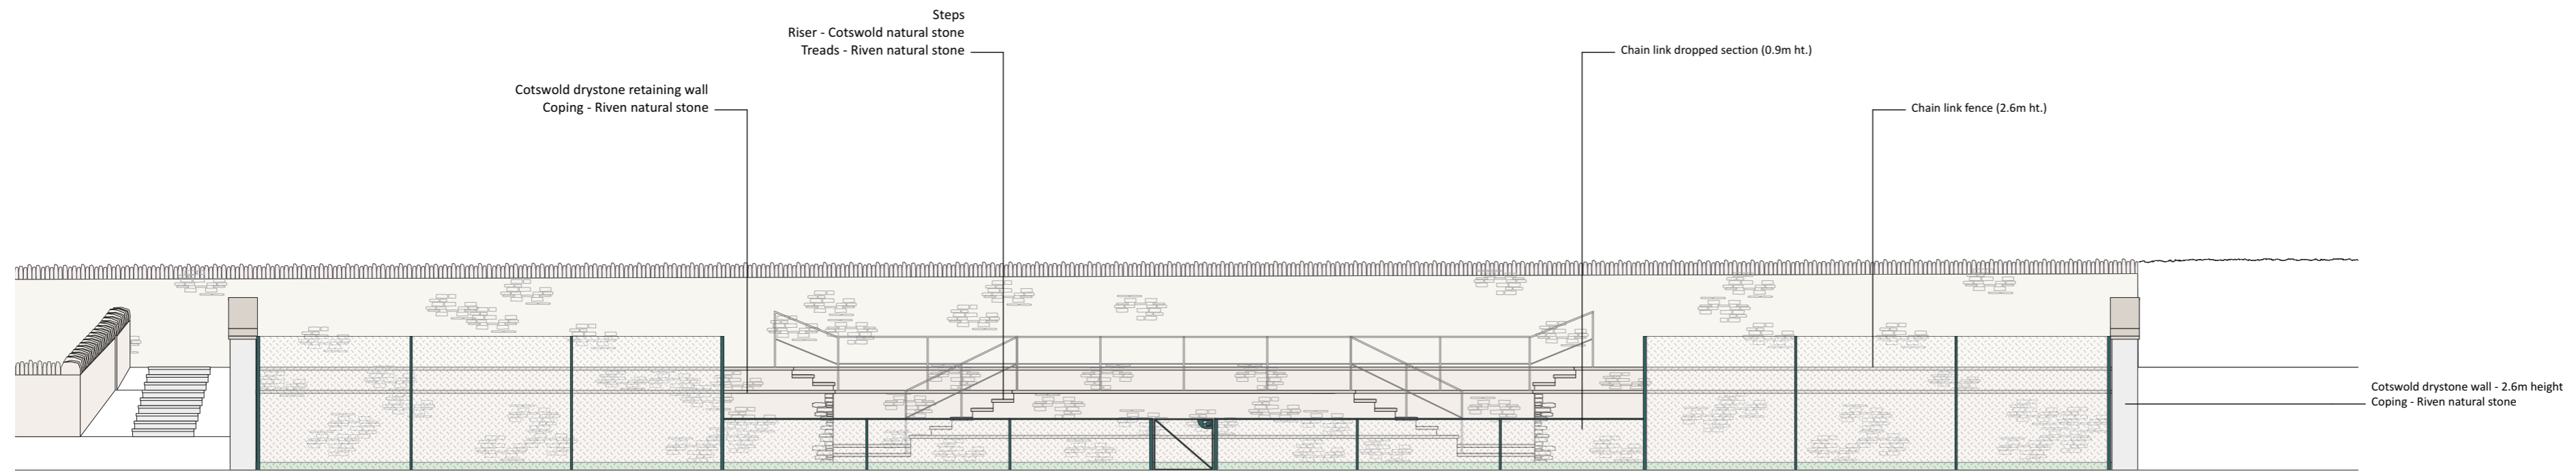 Steps
Riser - Cotswold natural stone
Treads - Riven natural stone
Chain link dropped section (0.9m ht.)
Cotswold drystone retaining wall
Coping - Riven natural stone
Chain link fence (2.6m ht.)
Cotswold drystone wall - 2.6m height
Coping - Riven natural stone